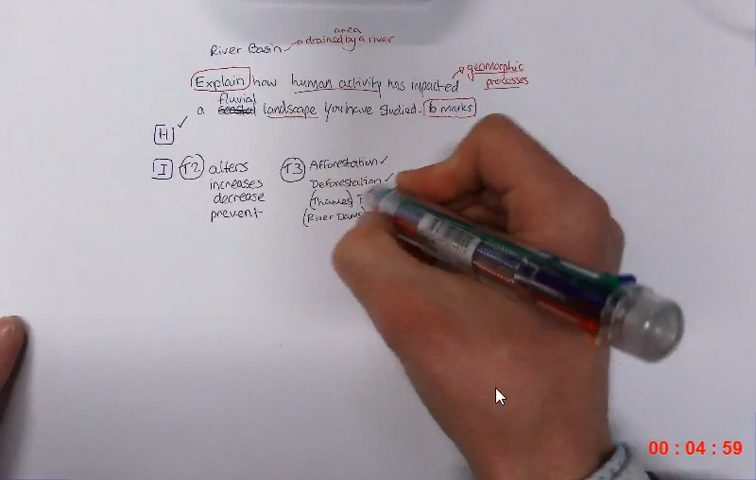 area
River Basin drained by a river
Explain how human activity has impacted geomorphic
processes
fluvial
a coastal landscape you have studied. 6 marks
H
I T2 alters T3 Afforestation
increases Deforestation
decrease (Thames)
prevent (River Dams
00 : 04 : 59